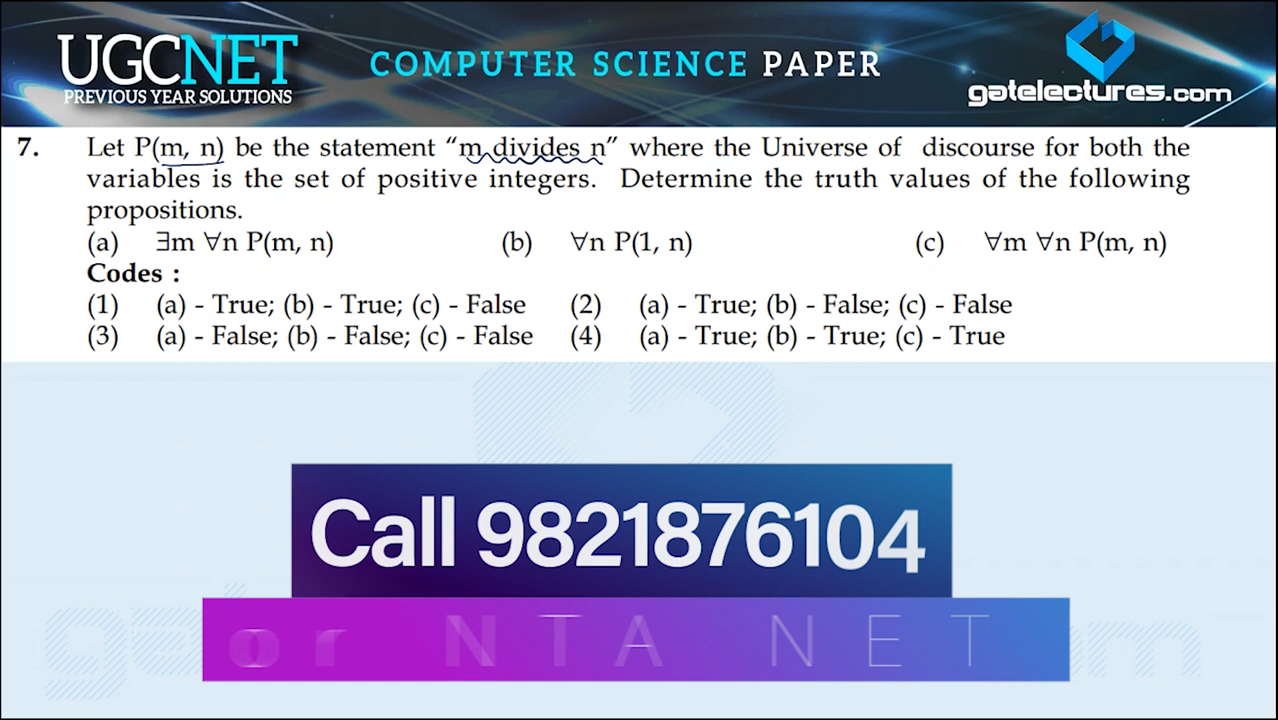 UGCNET
PREVIOUS YEAR SOLUTIONS
COMPUTER SCIENCE PAPER
gatelectures.com
7. Let P(m, n) be the statement “m divides n” where the Universe of discourse for both the
variables is the set of positive integers. Determine the truth values of the following
propositions.
(a) ∃m ∀n P(m, n) (b) ∀n P(1, n) (c) ∀m ∀n P(m, n)
Codes :
(1) (a) - True; (b) - True; (c) - False (2) (a) - True; (b) - False; (c) - False
(3) (a) - False; (b) - False; (c) - False (4) (a) - True; (b) - True; (c) - True
Call 9821876104
or NTA NET